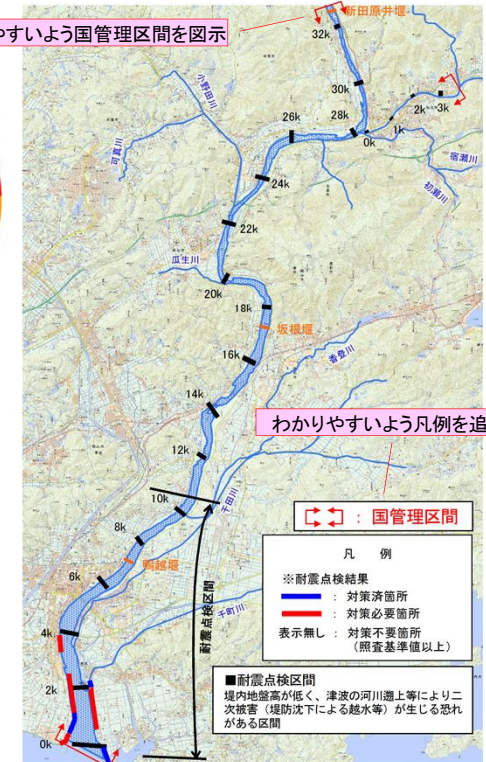 やすいよう国管理区間を図示
新田原井堰
32k
小野田川
30k
2k
3k
26k
28k
1k
0k
可真川
宿瀬川
24k
初瀬川
22k
瓜生川
20k
18k
坂根堰
16k
香登川
14k
わかりやすいよう凡例を追
12k
10k
千田川
: 国管理区間
8k
鴨越堰
凡 例
※耐震点検結果
: 対策済箇所
: 対策必要箇所
表示無し : 対策不要箇所
(照査基準値以上)
6k
耐震点検区間
千町川
4k
2k
■耐震点検区間
堤内地盤高が低く、津波の河川遡上等により二
次被害(堤防沈下による越水等)が生じる恐れ
がある区間
0k